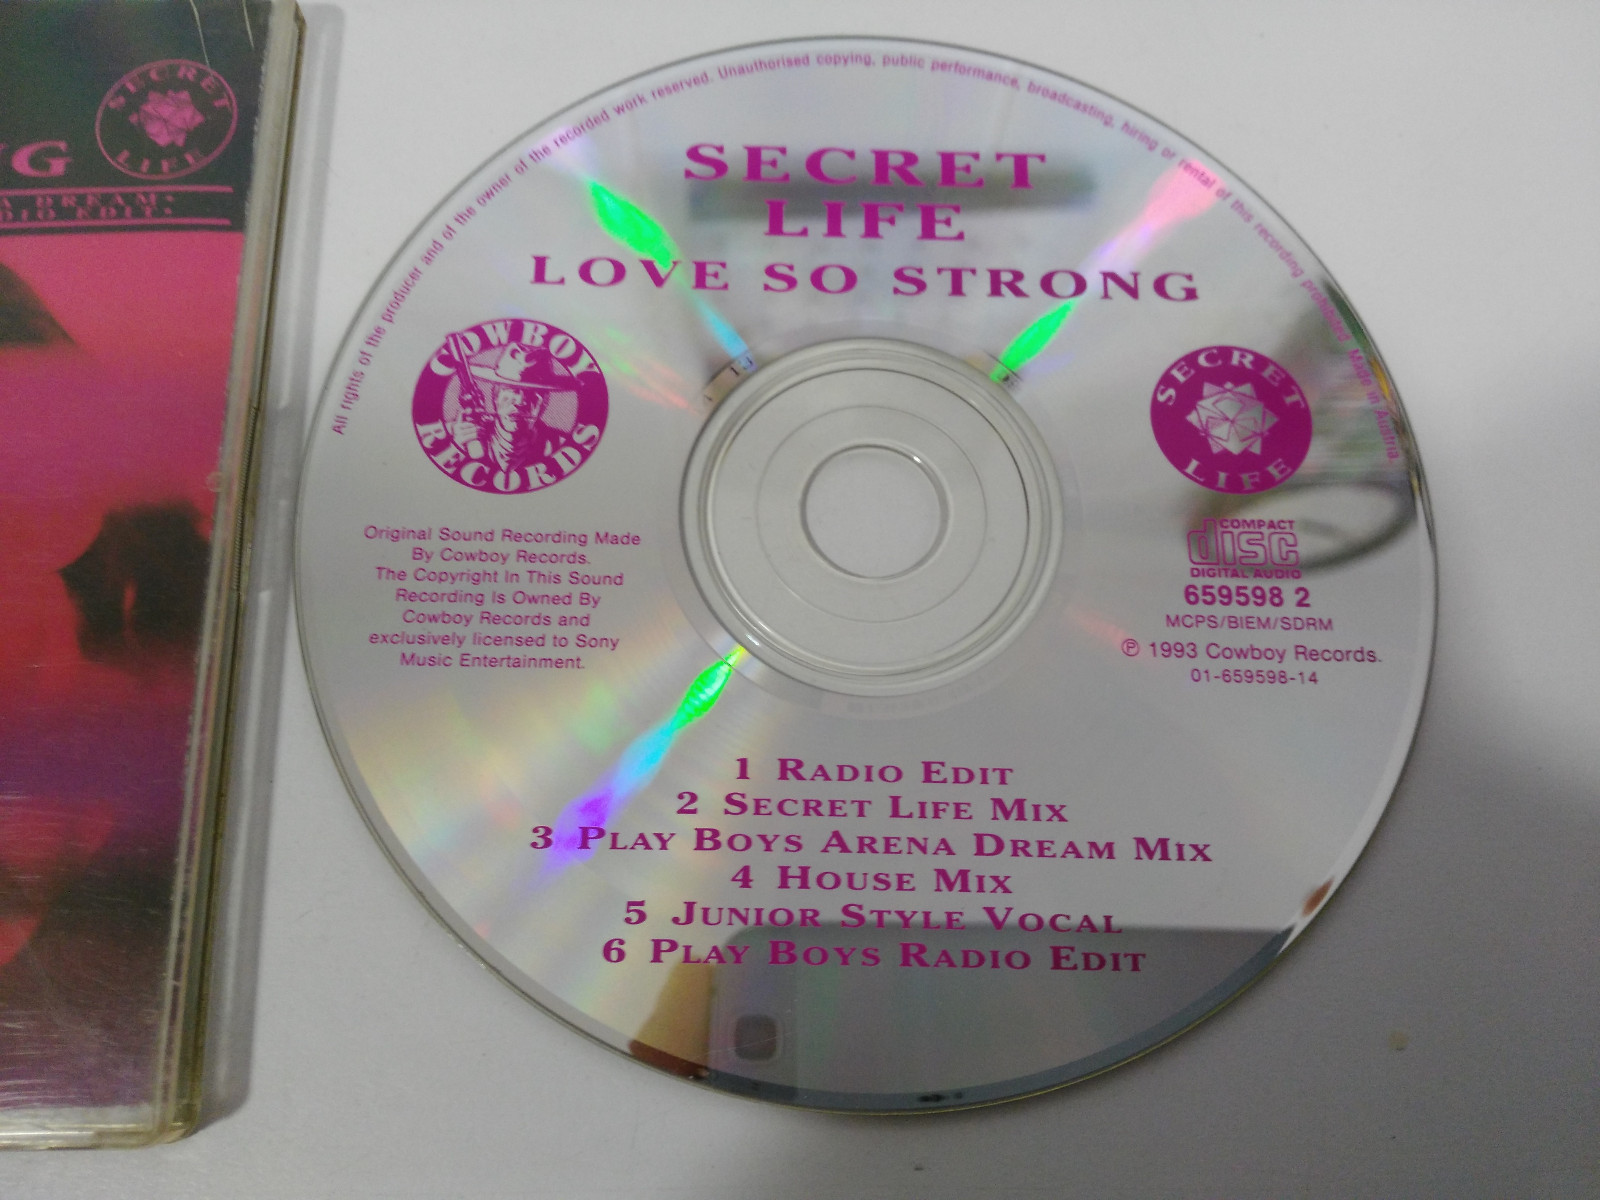 SECRET
LIFE
NG
A DREAM•
DIO EDIT•
All rights of the producer and of the owner of the recorded work reserved. Unauthorised copying, public performance, broadcasting, hiring or rental of this recording prohibited. Made in Austria.
SECRET
LIFE
LOVE SO STRONG
COWBOY
RECORDS
SECRET
LIFE
Original Sound Recording Made
By Cowboy Records.
The Copyright In This Sound
Recording Is Owned By
Cowboy Records and
exclusively licensed to Sony
Music Entertainment.
COMPACT
disc
DIGITAL AUDIO
659598 2
MCPS/BIEM/SDRM
℗ 1993 Cowboy Records.
01-659598-14
1 RADIO EDIT
2 SECRET LIFE MIX
3 PLAY BOYS ARENA DREAM MIX
4 HOUSE MIX
5 JUNIOR STYLE VOCAL
6 PLAY BOYS RADIO EDIT